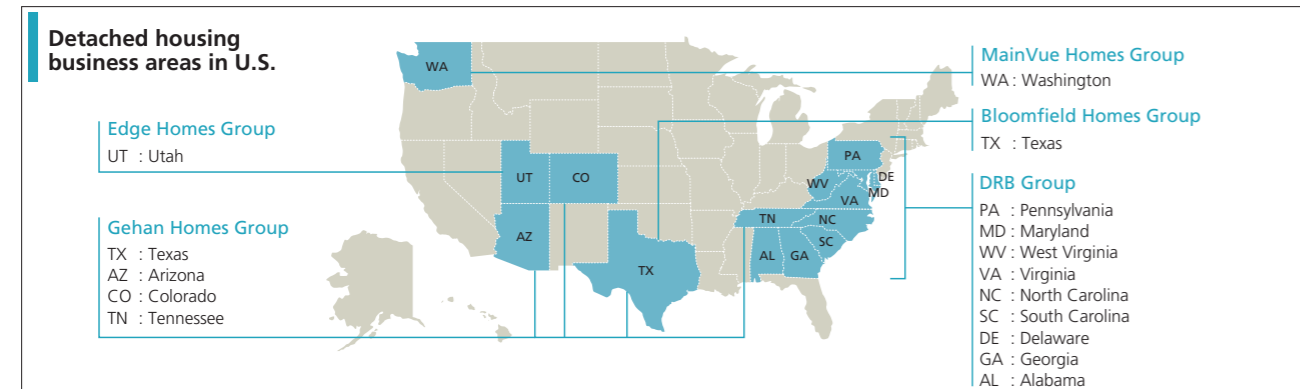 Detached housing
business areas in U.S.
Edge Homes Group
UT : Utah
Gehan Homes Group
TX : Texas
AZ : Arizona
CO : Colorado
TN : Tennessee
WA
UT
CO
AZ
TX
TN
AL
GA
SC
NC
VA
WV
PA
DE
MD
MainVue Homes Group
WA : Washington
Bloomfield Homes Group
TX : Texas
DRB Group
PA : Pennsylvania
MD : Maryland
WV : West Virginia
VA : Virginia
NC : North Carolina
SC : South Carolina
DE : Delaware
GA : Georgia
AL : Alabama